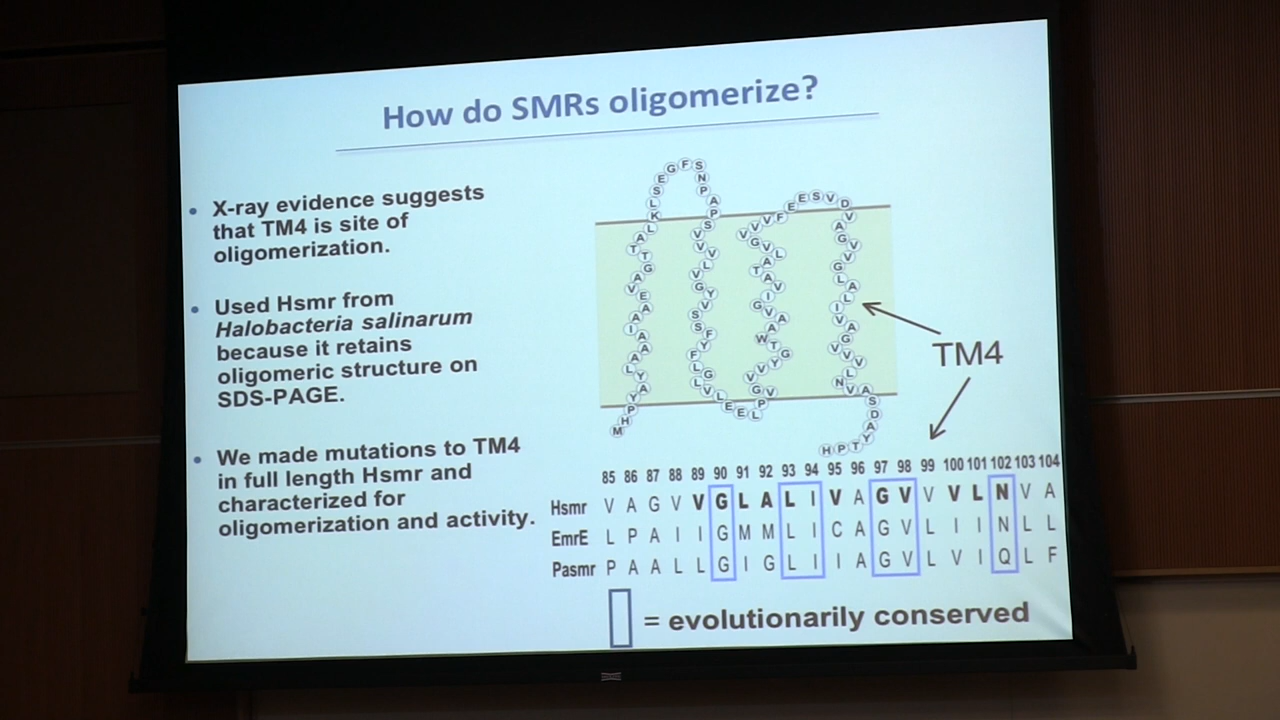 How do SMRs oligomerize?
• X-ray evidence suggests
that TM4 is site of
oligomerization.
• Used Hsmr from
Halobacteria salinarum
because it retains
oligomeric structure on
SDS-PAGE.
• We made mutations to TM4
in full length Hsmr and
characterized for
oligomerization and activity.
TM4
85 86 87 88 89 90 91 92 93 94 95 96 97 98 99 100 101 102 103 104
Hsmr V A G V V G L A L I V A G V V V L N V A
EmrE L P A I I G M M L I C A G V L I I N L L
Pasmr P A A L L G I G L I I A G V L V I Q L F
= evolutionarily conserved